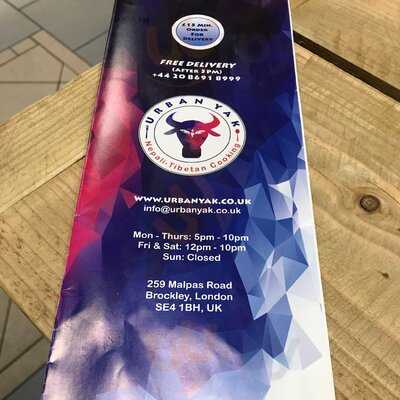 £15 MIN.
ORDER
FOR
DELIVERY
FREE DELIVERY
(AFTER 5PM)
+44 20 8691 8999
URBAN YAK
Nepali-Tibetan Cooking
WWW.URBANYAK.CO.UK
info@urbanyak.co.uk
Mon - Thurs: 5pm - 10pm
Fri & Sat: 12pm - 10pm
Sun: Closed
259 Malpas Road
Brockley, London
SE4 1BH, UK